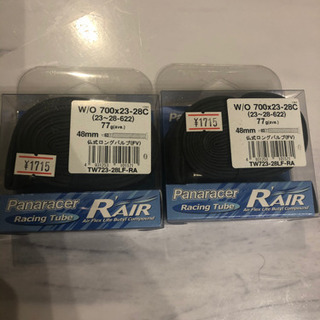 W/O 700x23-28C
(23~28-622)
77g(ave.)
48mm
仏式ロングバルブ(FV)
TW723-28LF-RA
¥1715
Panaracer
Racing Tube
R'AIR
Air Flex Lite Butyl Compound
W/O 700x23-28C
(23~28-622)
77g(ave.)
48mm
仏式ロングバルブ(FV)
TW723-28LF-RA
¥1715
Panaracer
Racing Tube
R'AIR
Air Flex Lite Butyl Compound